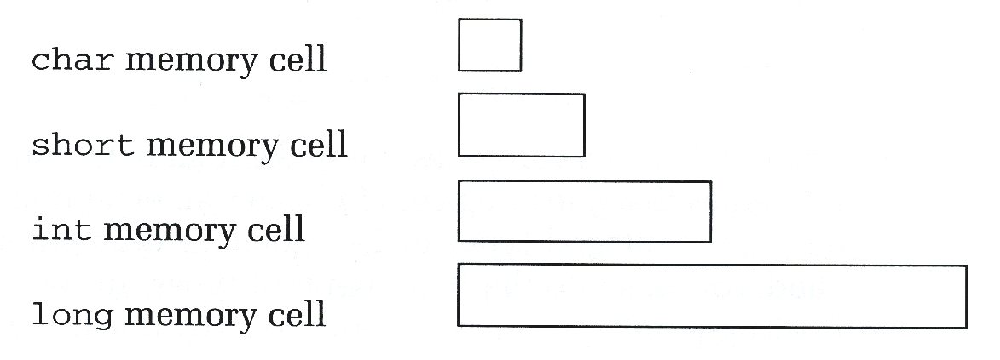 char memory cell
short memory cell
int memory cell
long memory cell